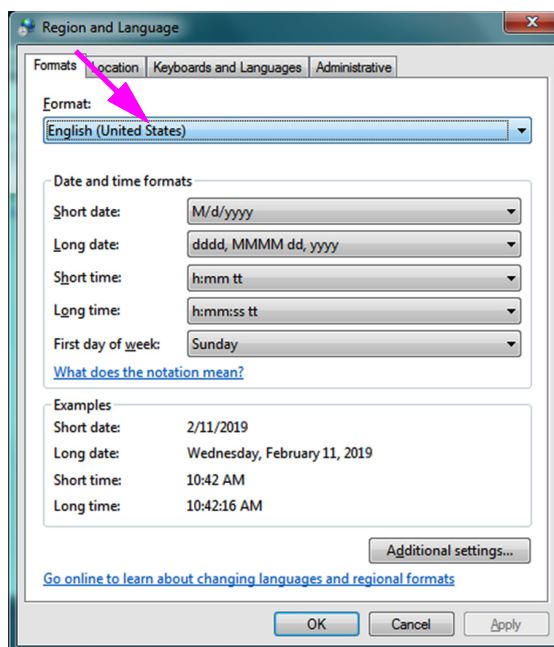 Region and Language
Formats Location Keyboards and Languages Administrative
Format:
English (United States)
Date and time formats
Short date: M/d/yyyy
Long date: dddd, MMMM dd, yyyy
Short time: h:mm tt
Long time: h:mm:ss tt
First day of week: Sunday
What does the notation mean?
Examples
Short date: 2/11/2019
Long date: Wednesday, February 11, 2019
Short time: 10:42 AM
Long time: 10:42:16 AM
Additional settings...
Go online to learn about changing languages and regional formats
OK Cancel Apply